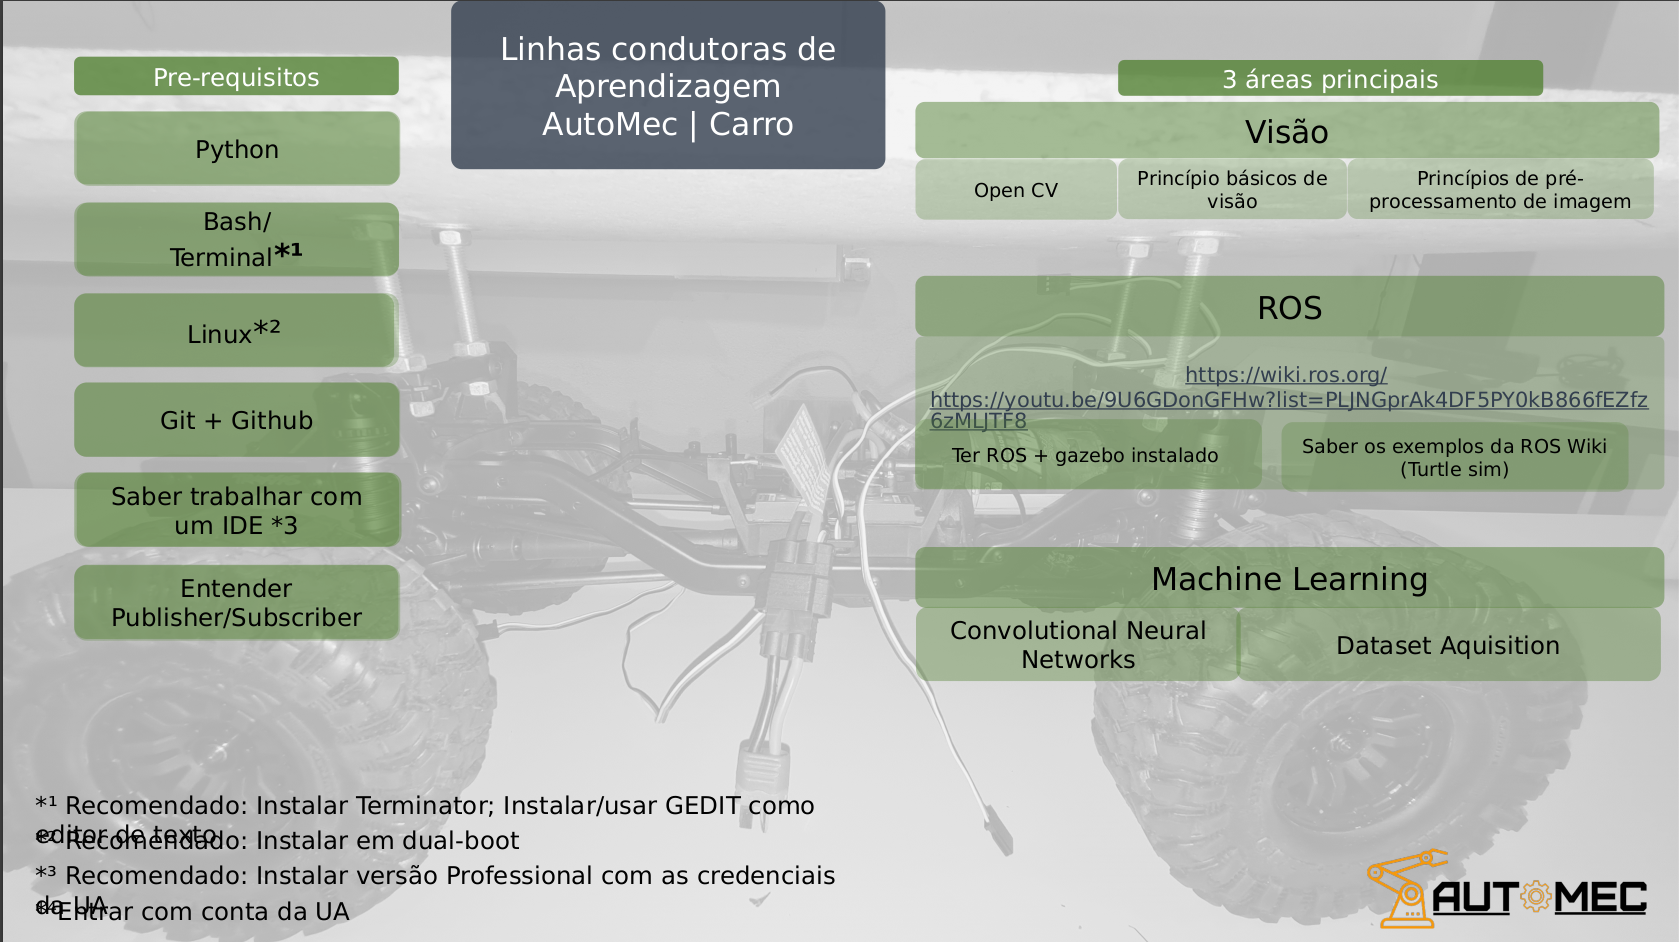 Linhas condutoras de
Aprendizagem
AutoMec | Carro
Pre-requisitos
Python
Bash/
Terminal*¹
Linux*²
Git + Github
Saber trabalhar com
um IDE *3
Entender
Publisher/Subscriber
3 áreas principais
Visão
Open CV
Princípio básicos de
visão
Princípios de pré-
processamento de imagem
ROS
https://wiki.ros.org/
https://youtu.be/9U6GDonGFHw?list=PLJNGprAk4DF5PY0kB866fEZfz
6zMLJTF8
Ter ROS + gazebo instalado
Saber os exemplos da ROS Wiki
(Turtle sim)
Machine Learning
Convolutional Neural
Networks
Dataset Aquisition
*¹ Recomendado: Instalar Terminator; Instalar/usar GEDIT como
editor de texto
*² Recomendado: Instalar em dual-boot
*³ Recomendado: Instalar versão Professional com as credenciais
da UA
*⁴ Entrar com conta da UA
AUTOMEC